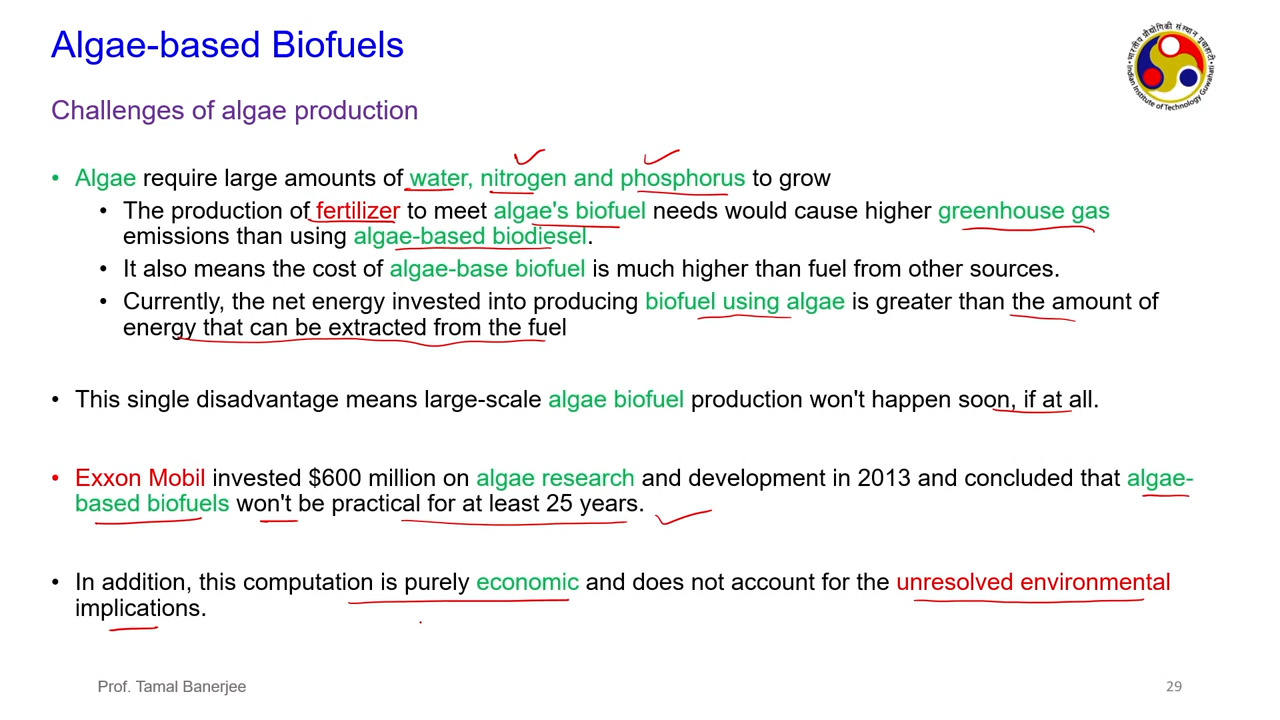 Algae-based Biofuels
भारतीय प्रौद्योगिकी संस्थान गुवाहाटी
Indian Institute of Technology Guwahati
Challenges of algae production
• Algae require large amounts of water, nitrogen and phosphorus to grow
• The production of fertilizer to meet algae's biofuel needs would cause higher greenhouse gas
emissions than using algae-based biodiesel.
• It also means the cost of algae-base biofuel is much higher than fuel from other sources.
• Currently, the net energy invested into producing biofuel using algae is greater than the amount of
energy that can be extracted from the fuel
• This single disadvantage means large-scale algae biofuel production won't happen soon, if at all.
• Exxon Mobil invested $600 million on algae research and development in 2013 and concluded that algae-
based biofuels won't be practical for at least 25 years.
• In addition, this computation is purely economic and does not account for the unresolved environmental
implications.
Prof. Tamal Banerjee
29